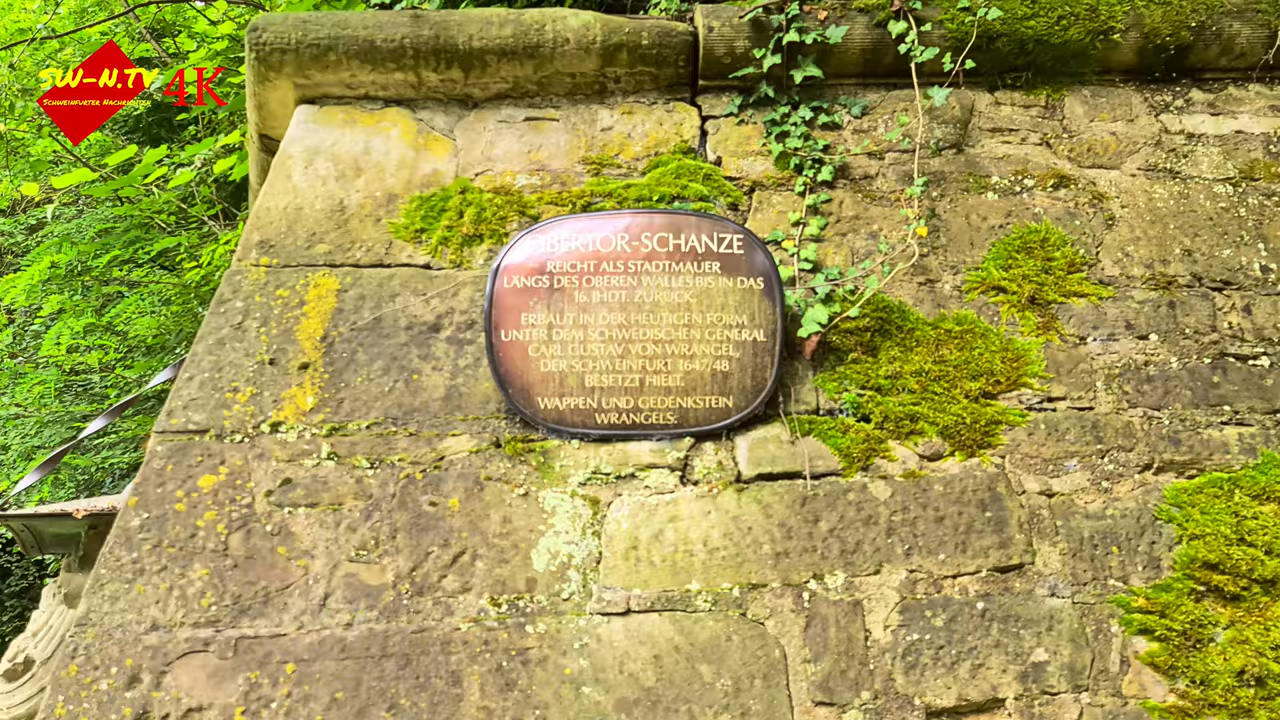 SW-N.TV 4K
SCHWEINFURTER NACHRICHTEN
FIBERTOR-SCHANZE
REICHT ALS STADTMAUER
LÄNGS DES OBEREN WALLES BIS IN DAS
16. JHDT. ZURÜCK.
ERBAUT IN DER HEUTIGEN FORM
UNTER DEM SCHWEDISCHEN GENERAL
CARL GUSTAV VON WRANGEL,
DER SCHWEINFURT 1647/48
BESETZT HIELT.
WAPPEN UND GEDENKSTEIN
WRANGELS.